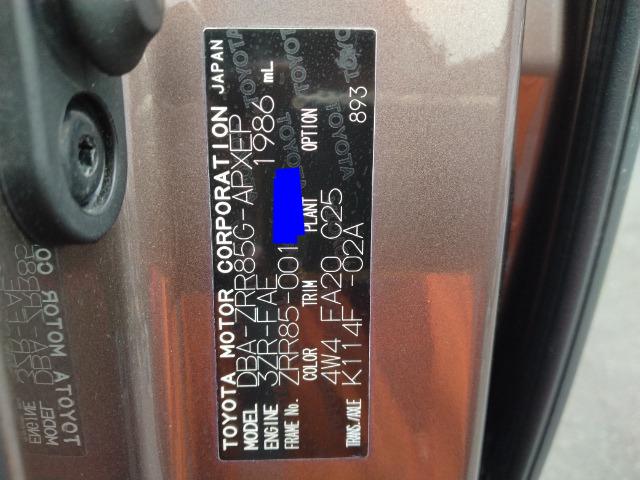 TOYOTA MOTOR CORPORATION JAPAN
MODEL DBA-ZRR85G-APXEP
ENGINE 3ZR-FAE 1986 mL
FRAME No. ZRR85-001
COLOR TRIM PLANT OPTION
4W4 FA20 C25 893
TRANS./AXLE K114F -02A